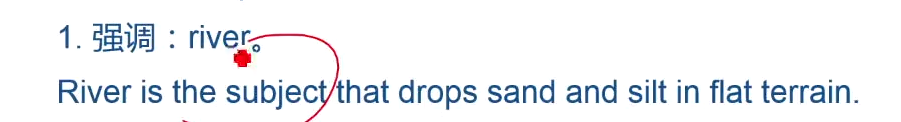 1. 强调：river。
River is the subject that drops sand and silt in flat terrain.